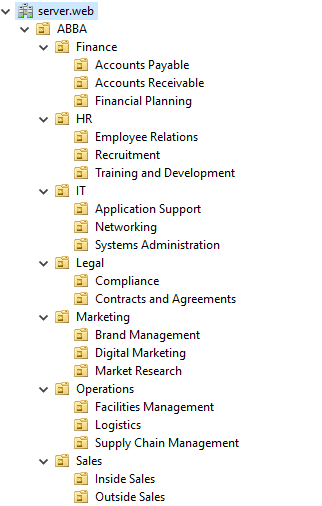 server.web
ABBA
Finance
Accounts Payable
Accounts Receivable
Financial Planning
HR
Employee Relations
Recruitment
Training and Development
IT
Application Support
Networking
Systems Administration
Legal
Compliance
Contracts and Agreements
Marketing
Brand Management
Digital Marketing
Market Research
Operations
Facilities Management
Logistics
Supply Chain Management
Sales
Inside Sales
Outside Sales